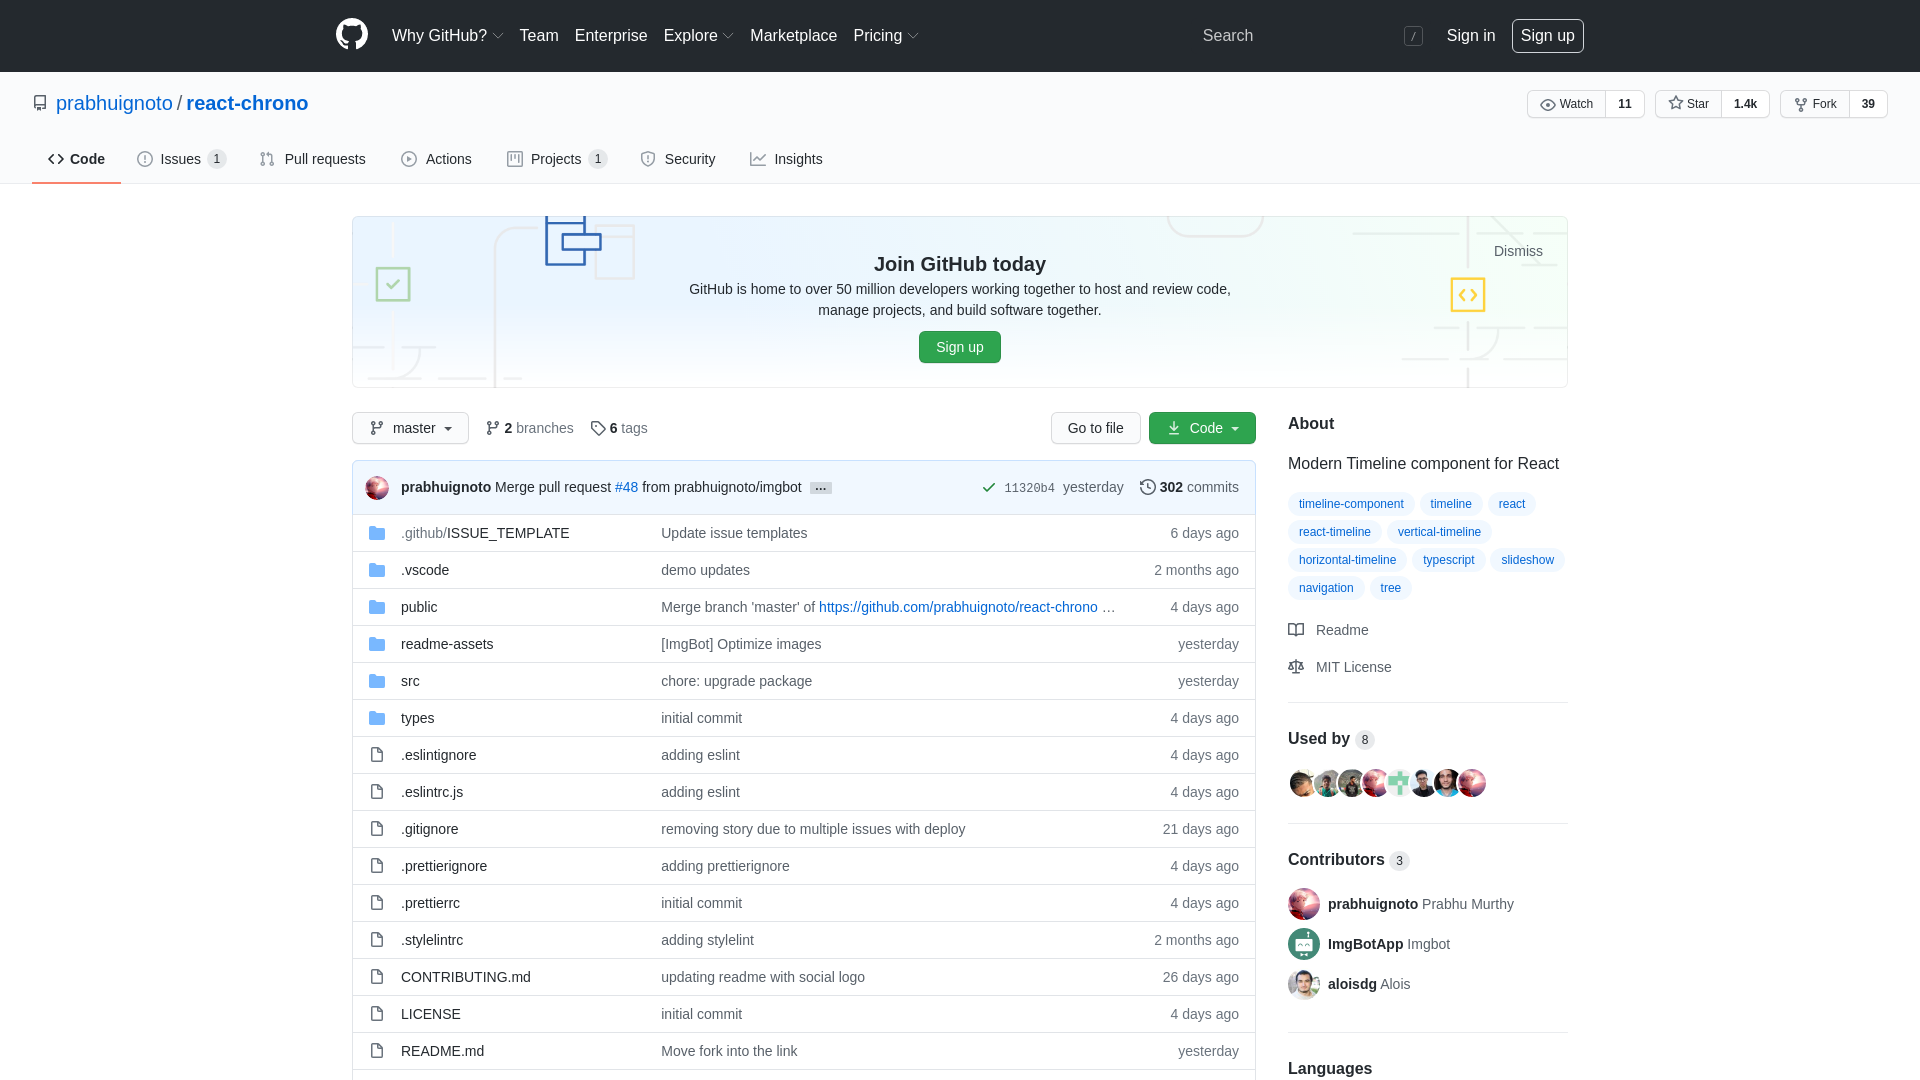 Why GitHub? Team Enterprise Explore Marketplace Pricing Search / Sign in Sign up
prabhuignoto / react-chrono Watch 11 Star 1.4k Fork 39
Code Issues 1 Pull requests Actions Projects 1 Security Insights
Dismiss
Join GitHub today
GitHub is home to over 50 million developers working together to host and review code,
manage projects, and build software together.
Sign up
master 2 branches 6 tags Go to file Code
prabhuignoto Merge pull request #48 from prabhuignoto/imgbot … 11320b4 yesterday 302 commits
.github/ISSUE_TEMPLATE Update issue templates 6 days ago
.vscode demo updates 2 months ago
public Merge branch 'master' of https://github.com/prabhuignoto/react-chrono … 4 days ago
readme-assets [ImgBot] Optimize images yesterday
src chore: upgrade package yesterday
types initial commit 4 days ago
.eslintignore adding eslint 4 days ago
.eslintrc.js adding eslint 4 days ago
.gitignore removing story due to multiple issues with deploy 21 days ago
.prettierignore adding prettierignore 4 days ago
.prettierrc initial commit 4 days ago
.stylelintrc adding stylelint 2 months ago
CONTRIBUTING.md updating readme with social logo 26 days ago
LICENSE initial commit 4 days ago
README.md Move fork into the link yesterday
About
Modern Timeline component for React
timeline-component timeline react
react-timeline vertical-timeline
horizontal-timeline typescript slideshow
navigation tree
Readme
MIT License
Used by 8
Contributors 3
prabhuignoto Prabhu Murthy
ImgBotApp Imgbot
aloisdg Alois
Languages